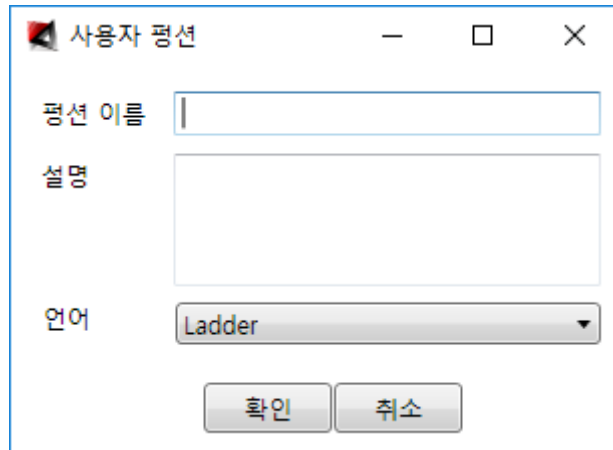 사용자 펑션
펑션 이름
설명
언어
Ladder
확인 취소